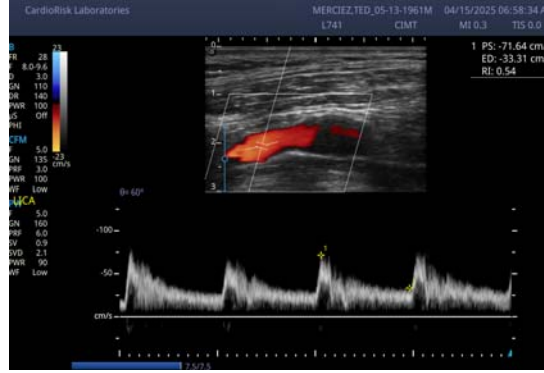 CardioRisk Laboratories
MERCIEZ,TED_05-13-1961M 04/15/2025 06:58:34 A
L741 CIMT MI 0.3 TIS 0.0
1 PS: -71.64 cm/
ED: -33.31 cm/
RI: 0.54
B
FR 28
F 8.0-9.6
D 3.0
GN 110
DR 140
PWR 100
µS Off
PHI
CFM
F 5.0
GN 135
PRF 3.0
PWR 100
WF Low
LICA
F 5.0
GN 160
PRF 6.0
SV 0.9
SVD 2.1
PWR 90
WF Low
23
-23
cm/s
0
1
2
3
θ= 60°
1
-100
-50
cm/s
7.5/7.5